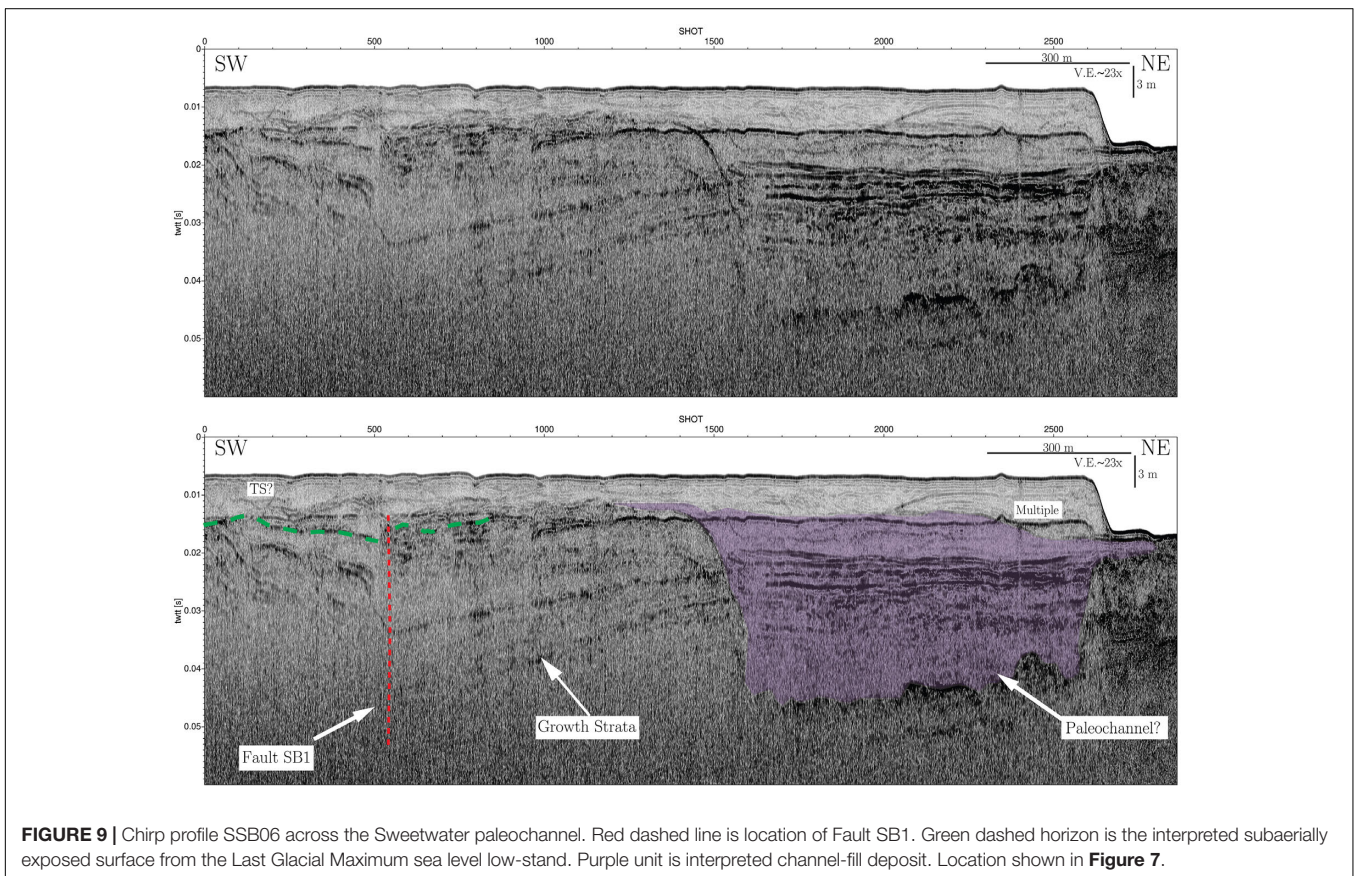 SHOT
0 500 1000 1500 2000 2500
SW
300 m
NE
V.E.~23x
3 m
0
0.01
0.02
twtt [s]
0.03
0.04
0.05
SHOT
0 500 1000 1500 2000 2500
SW
300 m
NE
V.E.~23x
3 m
0
TS?
0.01
Multiple
0.02
twtt [s]
0.03
0.04
0.05
Growth Strata
Paleochannel?
Fault SB1
FIGURE 9 | Chirp profile SSB06 across the Sweetwater paleochannel. Red dashed line is location of Fault SB1. Green dashed horizon is the interpreted subaerially
exposed surface from the Last Glacial Maximum sea level low-stand. Purple unit is interpreted channel-fill deposit. Location shown in Figure 7.